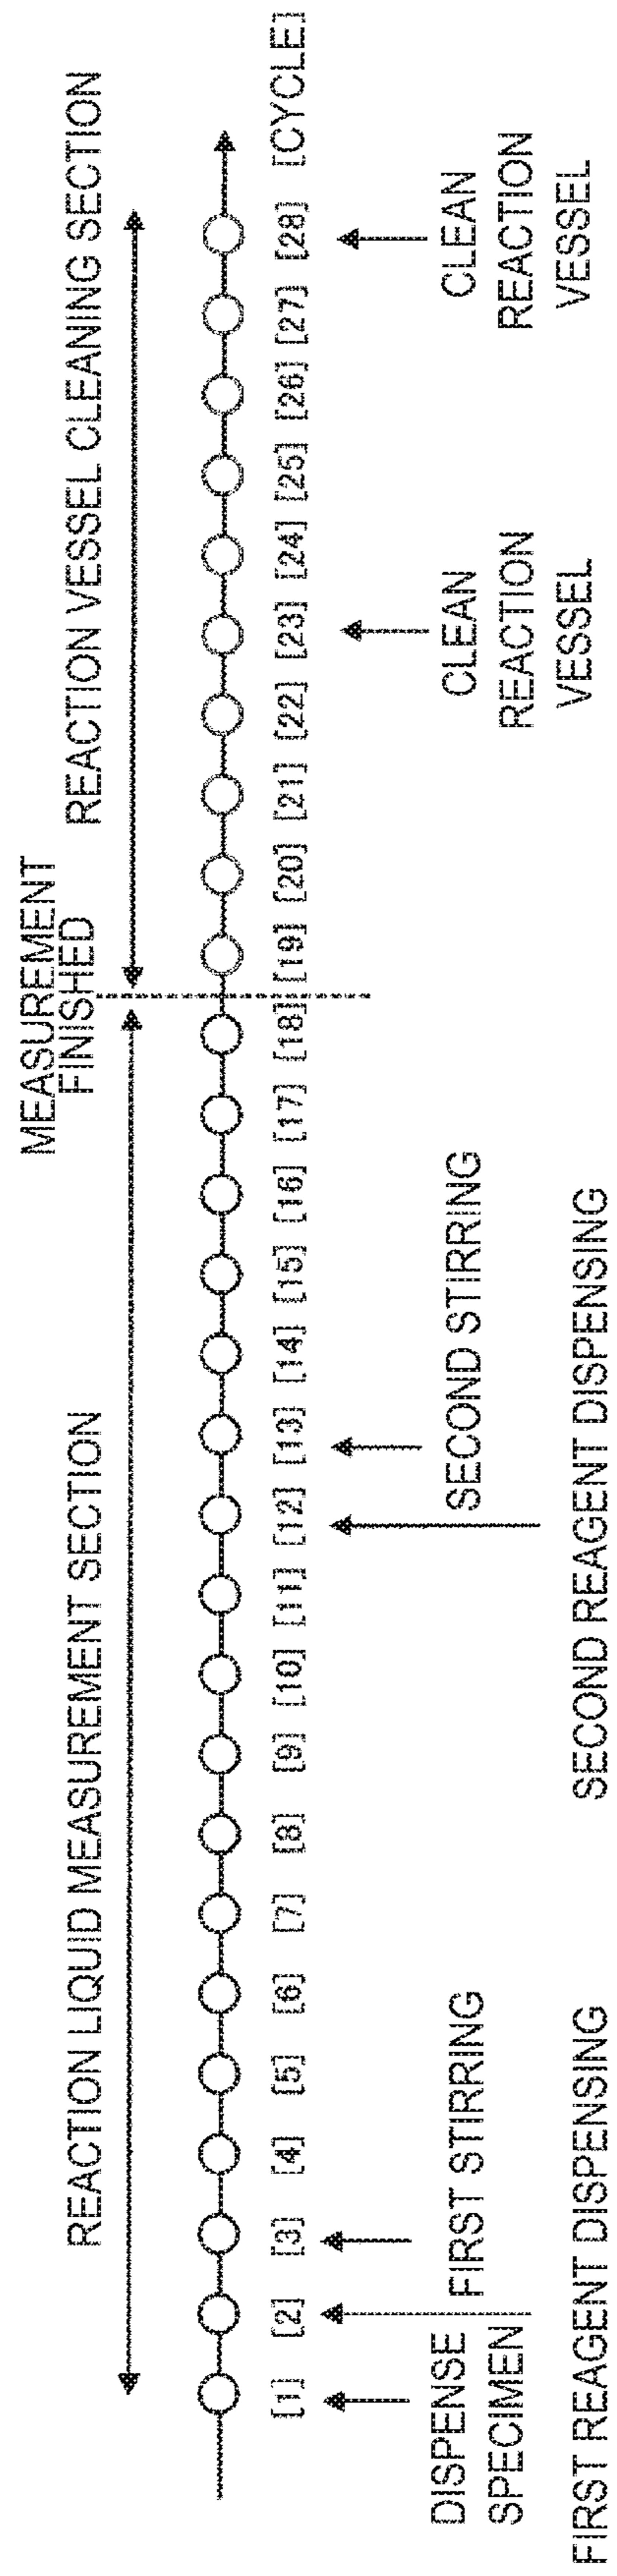 MEASUREMENT
FINISHED
REACTION LIQUID MEASUREMENT SECTION
REACTION VESSEL CLEANING SECTION
[1] [2] [3] [4] [5] [6] [7] [8] [9] [10] [11] [12] [13] [14] [15] [16] [17] [18] [19] [20] [21] [22] [23] [24] [25] [26] [27] [28] [CYCLE]
DISPENSE
SPECIMEN
FIRST STIRRING
SECOND STIRRING
CLEAN
REACTION
VESSEL
CLEAN
REACTION
VESSEL
FIRST REAGENT DISPENSING
SECOND REAGENT DISPENSING